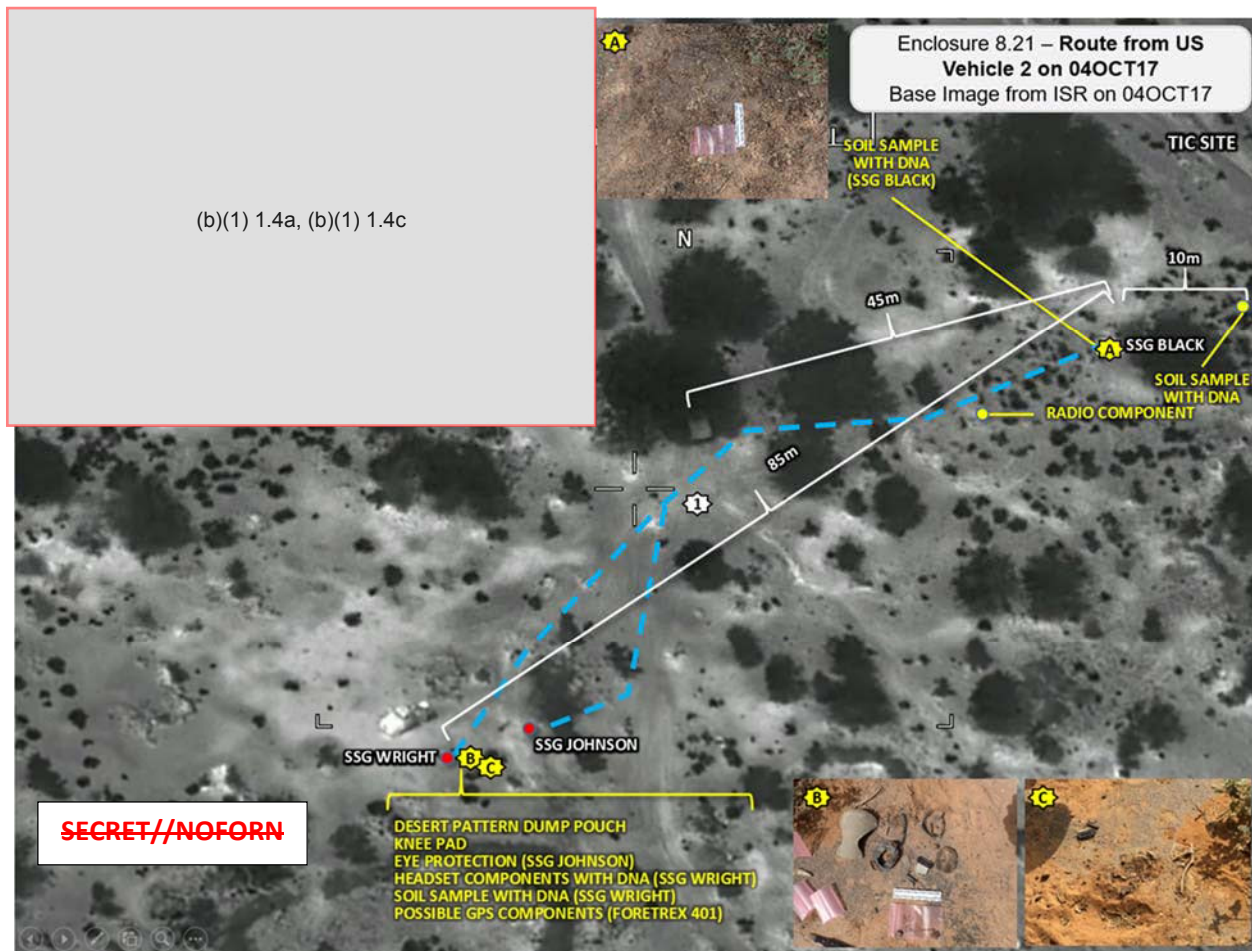 (b)(1) 1.4a, (b)(1) 1.4c
A
Enclosure 8.21 – Route from US
Vehicle 2 on 04OCT17
Base Image from ISR on 04OCT17
SOIL SAMPLE
WITH DNA
(SSG BLACK)
TIC SITE
N
10m
45m
A
SSG BLACK
SOIL SAMPLE
WITH DNA
RADIO COMPONENT
85m
1
SSG JOHNSON
SSG WRIGHT
B
C
SECRET//NOFORN
DESERT PATTERN DUMP POUCH
KNEE PAD
EYE PROTECTION (SSG JOHNSON)
HEADSET COMPONENTS WITH DNA (SSG WRIGHT)
SOIL SAMPLE WITH DNA (SSG WRIGHT)
POSSIBLE GPS COMPONENTS (FORETREX 401)
B
C